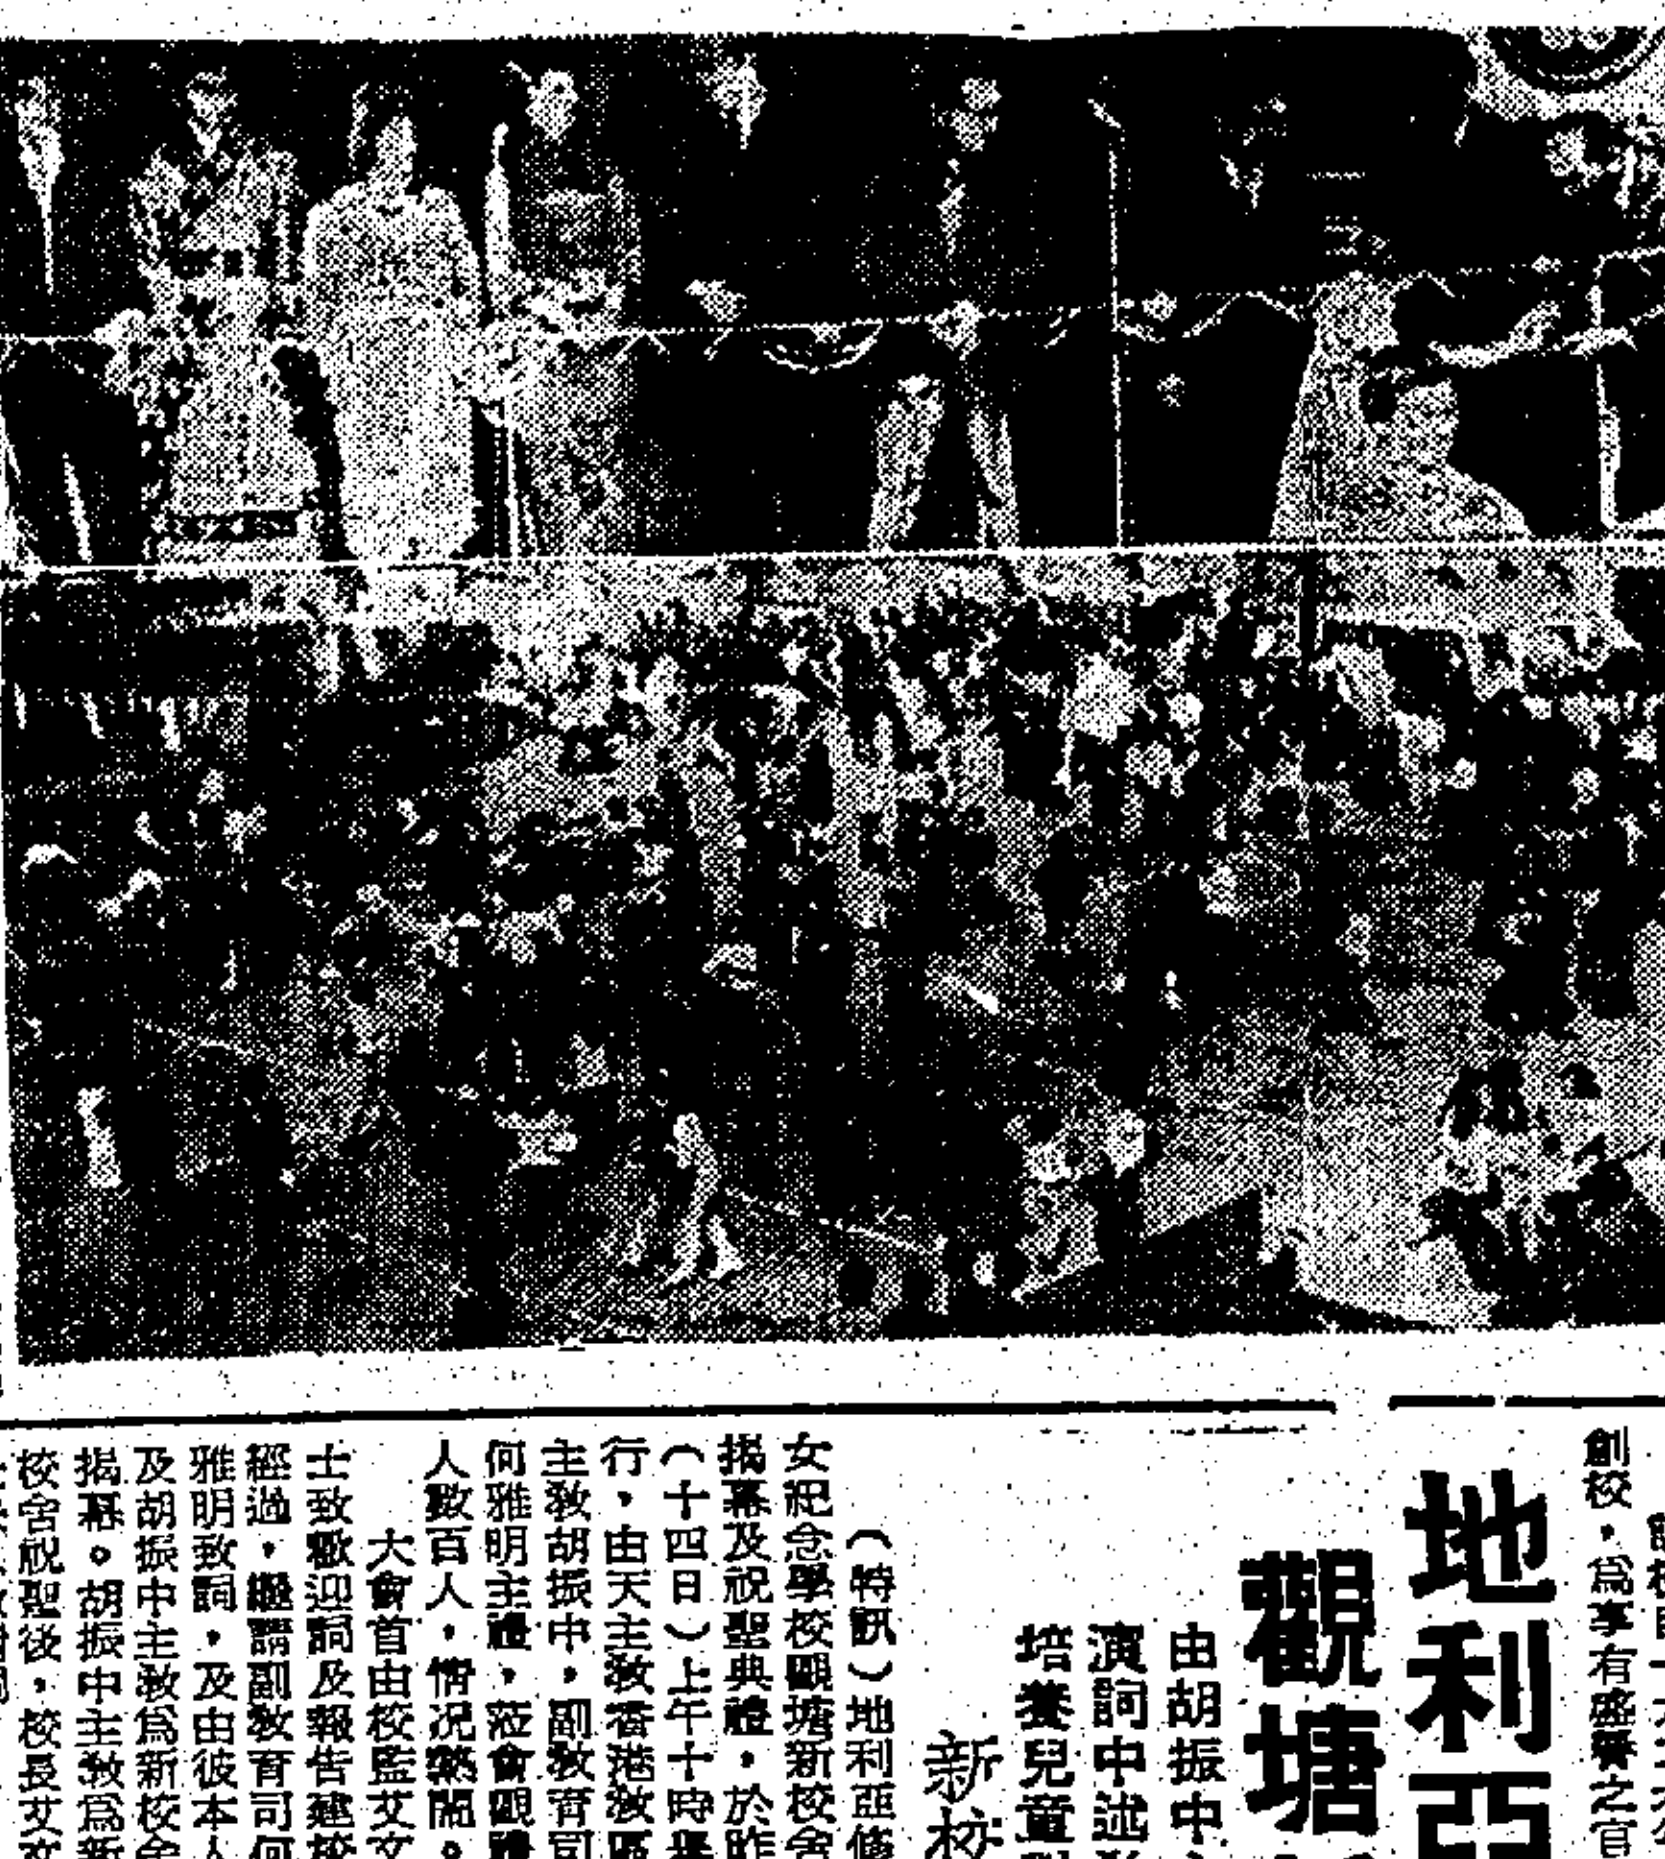 創校，爲享有盛譽之官
地利亞
觀塘
由胡振中
演詞中述
培養兒童
新校
（特訊）地利亞修
女紀念學校觀塘新校舍
揭幕及祝聖典禮，於昨
（十四日）上午十時舉
行，由天主教香港教區
主教胡振中，副教育司
何雅明主禮，蒞會觀禮
人數百人，情况熱鬧。
大會首由校監艾文
士致歡迎詞及報告建校
經過，繼請副教育司何
雅明致詞，及由彼本人
及胡振中主教爲新校舍
揭幕。胡振中主教爲新
校舍祝聖後，校長艾文